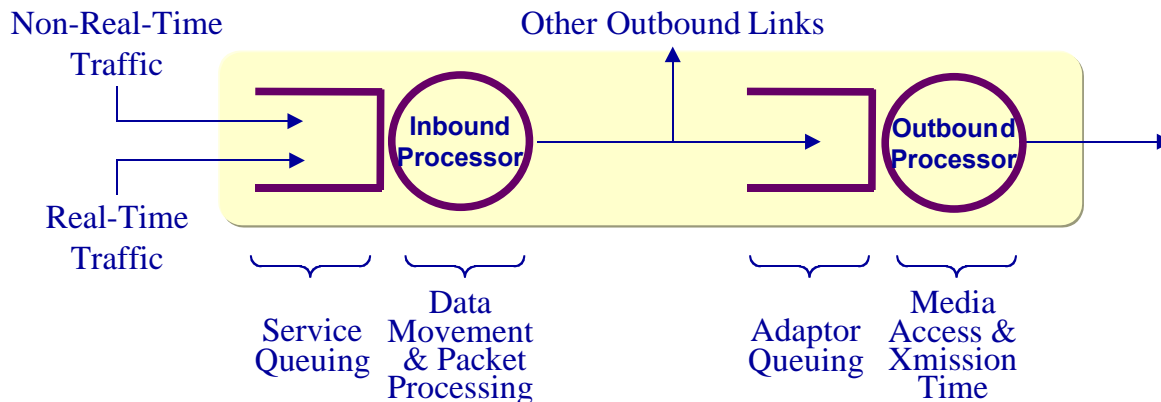 Non-Real-Time
Traffic
Other Outbound Links
Inbound
Processor
Outbound
Processor
Real-Time
Traffic
Service
Queuing
Data
Movement
& Packet
Processing
Adaptor
Queuing
Media
Access &
Xmission
Time